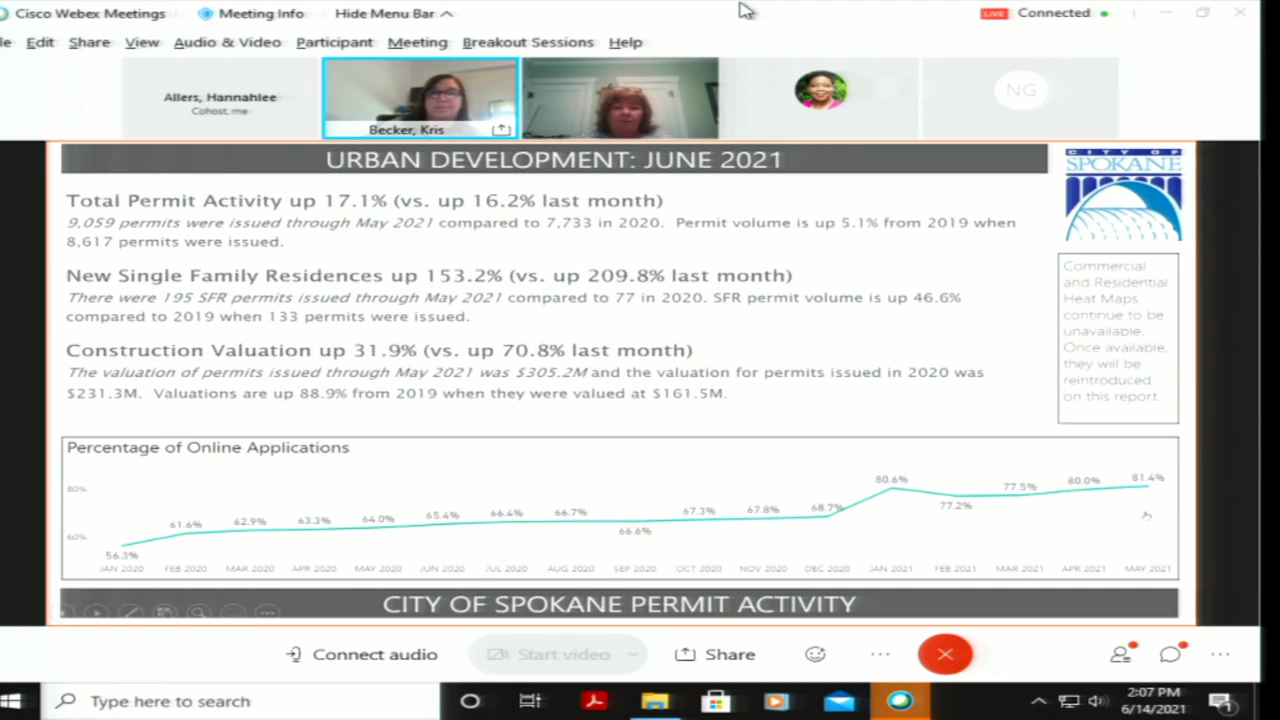 Cisco Webex Meetings
Meeting Info
Hide Menu Bar
LIVE
Connected
Edit Share View Audio & Video Participant Meeting Breakout Sessions Help
Allers, Hannahlee
Cohost, me
Becker, Kris
NG
URBAN DEVELOPMENT: JUNE 2021
CITY OF
SPOKANE
Total Permit Activity up 17.1% (vs. up 16.2% last month)
9,059 permits were issued through May 2021 compared to 7,733 in 2020. Permit volume is up 5.1% from 2019 when
8,617 permits were issued.
New Single Family Residences up 153.2% (vs. up 209.8% last month)
There were 195 SFR permits issued through May 2021 compared to 77 in 2020. SFR permit volume is up 46.6%
compared to 2019 when 133 permits were issued.
Construction Valuation up 31.9% (vs. up 70.8% last month)
The valuation of permits issued through May 2021 was $305.2M and the valuation for permits issued in 2020 was
$231.3M. Valuations are up 88.9% from 2019 when they were valued at $161.5M.
Commercial
and Residential
Heat Maps
continue to be
unavailable.
Once available,
they will be
reintroduced
on this report.
Percentage of Online Applications
80%
60%
56.3% 61.6% 62.9% 63.3% 64.0% 65.4% 66.4% 66.7% 66.6% 67.3% 67.8% 68.7% 80.6% 77.2% 77.5% 80.0% 81.4%
JAN 2020 FEB 2020 MAR 2020 APR 2020 MAY 2020 JUN 2020 JUL 2020 AUG 2020 SEP 2020 OCT 2020 NOV 2020 DEC 2020 JAN 2021 FEB 2021 MAR 2021 APR 2021 MAY 2021
CITY OF SPOKANE PERMIT ACTIVITY
Connect audio
Start video
Share
Type here to search
2:07 PM
6/14/2021
1